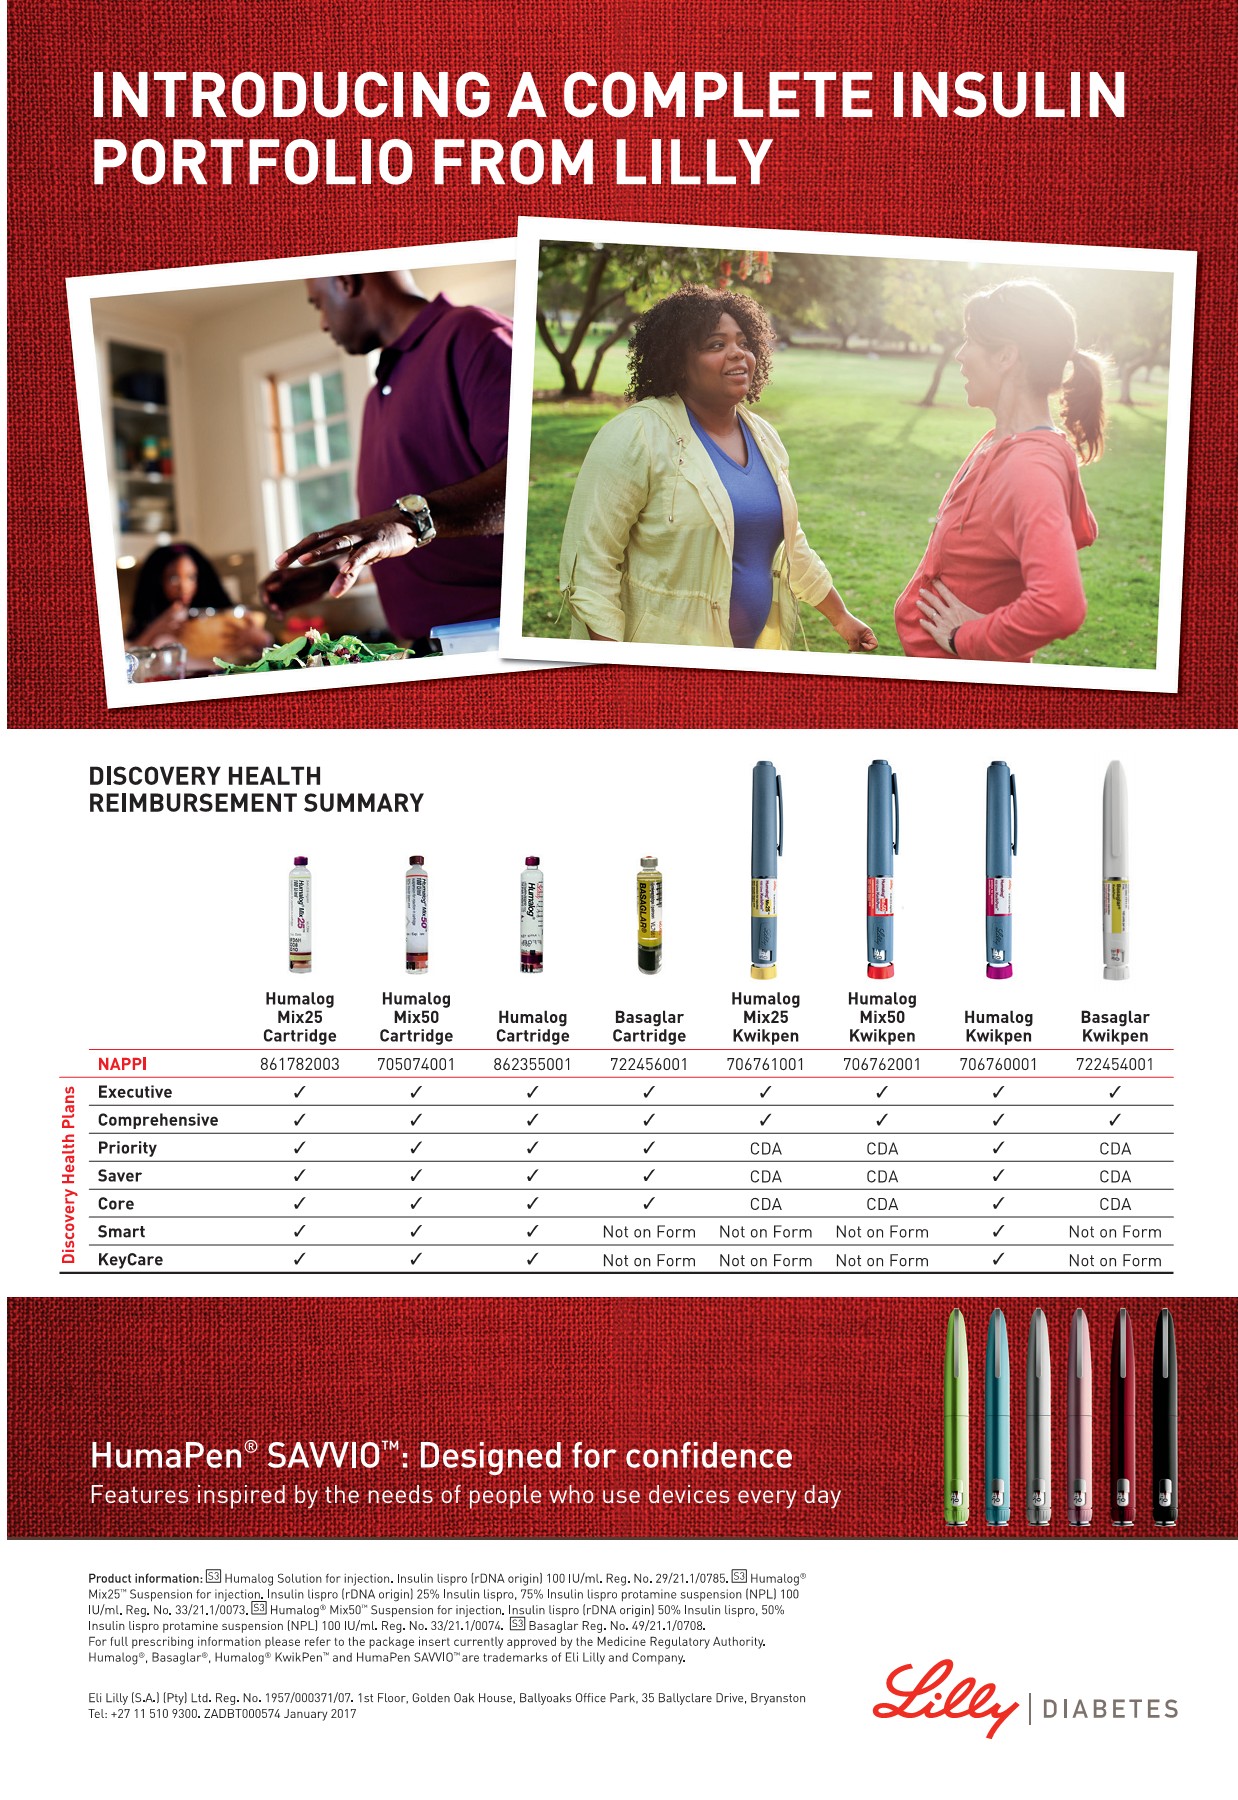 INTRODUCING A COMPLETE INSULIN
PORTFOLIO FROM LILLY
DISCOVERY HEALTH
REIMBURSEMENT SUMMARY
Humalog Mix25 Cartridge Humalog Mix50 Cartridge Humalog Cartridge Basaglar Cartridge Humalog Mix25 Kwikpen Humalog Mix50 Kwikpen Humalog Kwikpen Basaglar Kwikpen
NAPPI 861782003 705074001 862355001 722456001 706761001 706762001 706760001 722454001
Discovery Health Plans
Executive ✓ ✓ ✓ ✓ ✓ ✓ ✓ ✓
Comprehensive ✓ ✓ ✓ ✓ ✓ ✓ ✓ ✓
Priority ✓ ✓ ✓ ✓ CDA CDA ✓ CDA
Saver ✓ ✓ ✓ ✓ CDA CDA ✓ CDA
Core ✓ ✓ ✓ ✓ CDA CDA ✓ CDA
Smart ✓ ✓ ✓ Not on Form Not on Form Not on Form ✓ Not on Form
KeyCare ✓ ✓ ✓ Not on Form Not on Form Not on Form ✓ Not on Form
HumaPen® SAVVIO™: Designed for confidence
Features inspired by the needs of people who use devices every day
Product information: S3 Humalog Solution for injection. Insulin lispro (rDNA origin) 100 IU/ml. Reg. No. 29/21.1/0785. S3 Humalog®
Mix25™ Suspension for injection. Insulin lispro (rDNA origin) 25% Insulin lispro, 75% Insulin lispro protamine suspension (NPL) 100
IU/ml. Reg. No. 33/21.1/0073. S3 Humalog® Mix50™ Suspension for injection. Insulin lispro (rDNA origin) 50% Insulin lispro, 50%
Insulin lispro protamine suspension (NPL) 100 IU/ml. Reg. No. 33/21.1/0074. S3 Basaglar Reg. No. 49/21.1/0708.
For full prescribing information please refer to the package insert currently approved by the Medicine Regulatory Authority.
Humalog®, Basaglar®, Humalog® KwikPen™ and HumaPen SAVVIO™ are trademarks of Eli Lilly and Company.
Eli Lilly (S.A.) (Pty) Ltd. Reg. No. 1957/000371/07. 1st Floor, Golden Oak House, Ballyoaks Office Park, 35 Ballyclare Drive, Bryanston
Tel: +27 11 510 9300. ZADBT000574 January 2017
Lilly | DIABETES